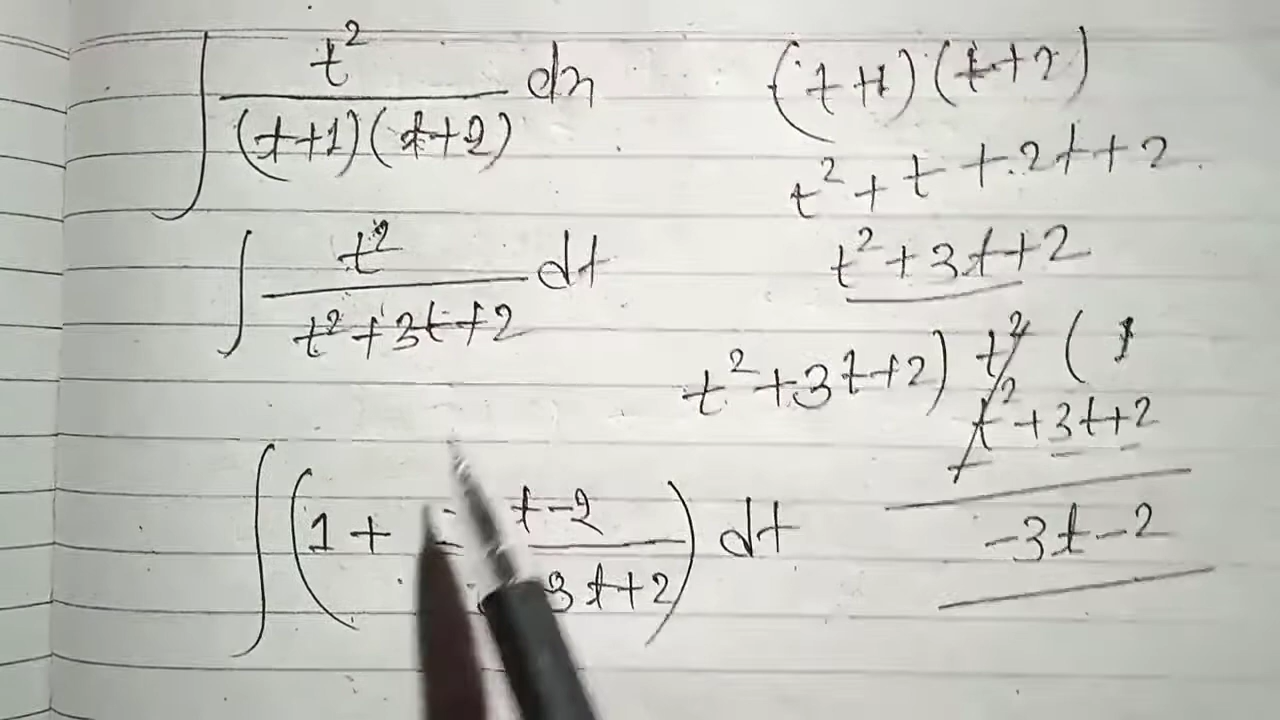 ∫ t² / (t+1)(t+2) dx
∫ t² / t²+3t+2 dt
∫ (1 + t-2 / 3t+2) dt
(t+1)(t+2)
t² + t + 2t + 2
t² + 3t + 2
t² + 3t + 2) t² ( 1
t² + 3t + 2
-3t - 2